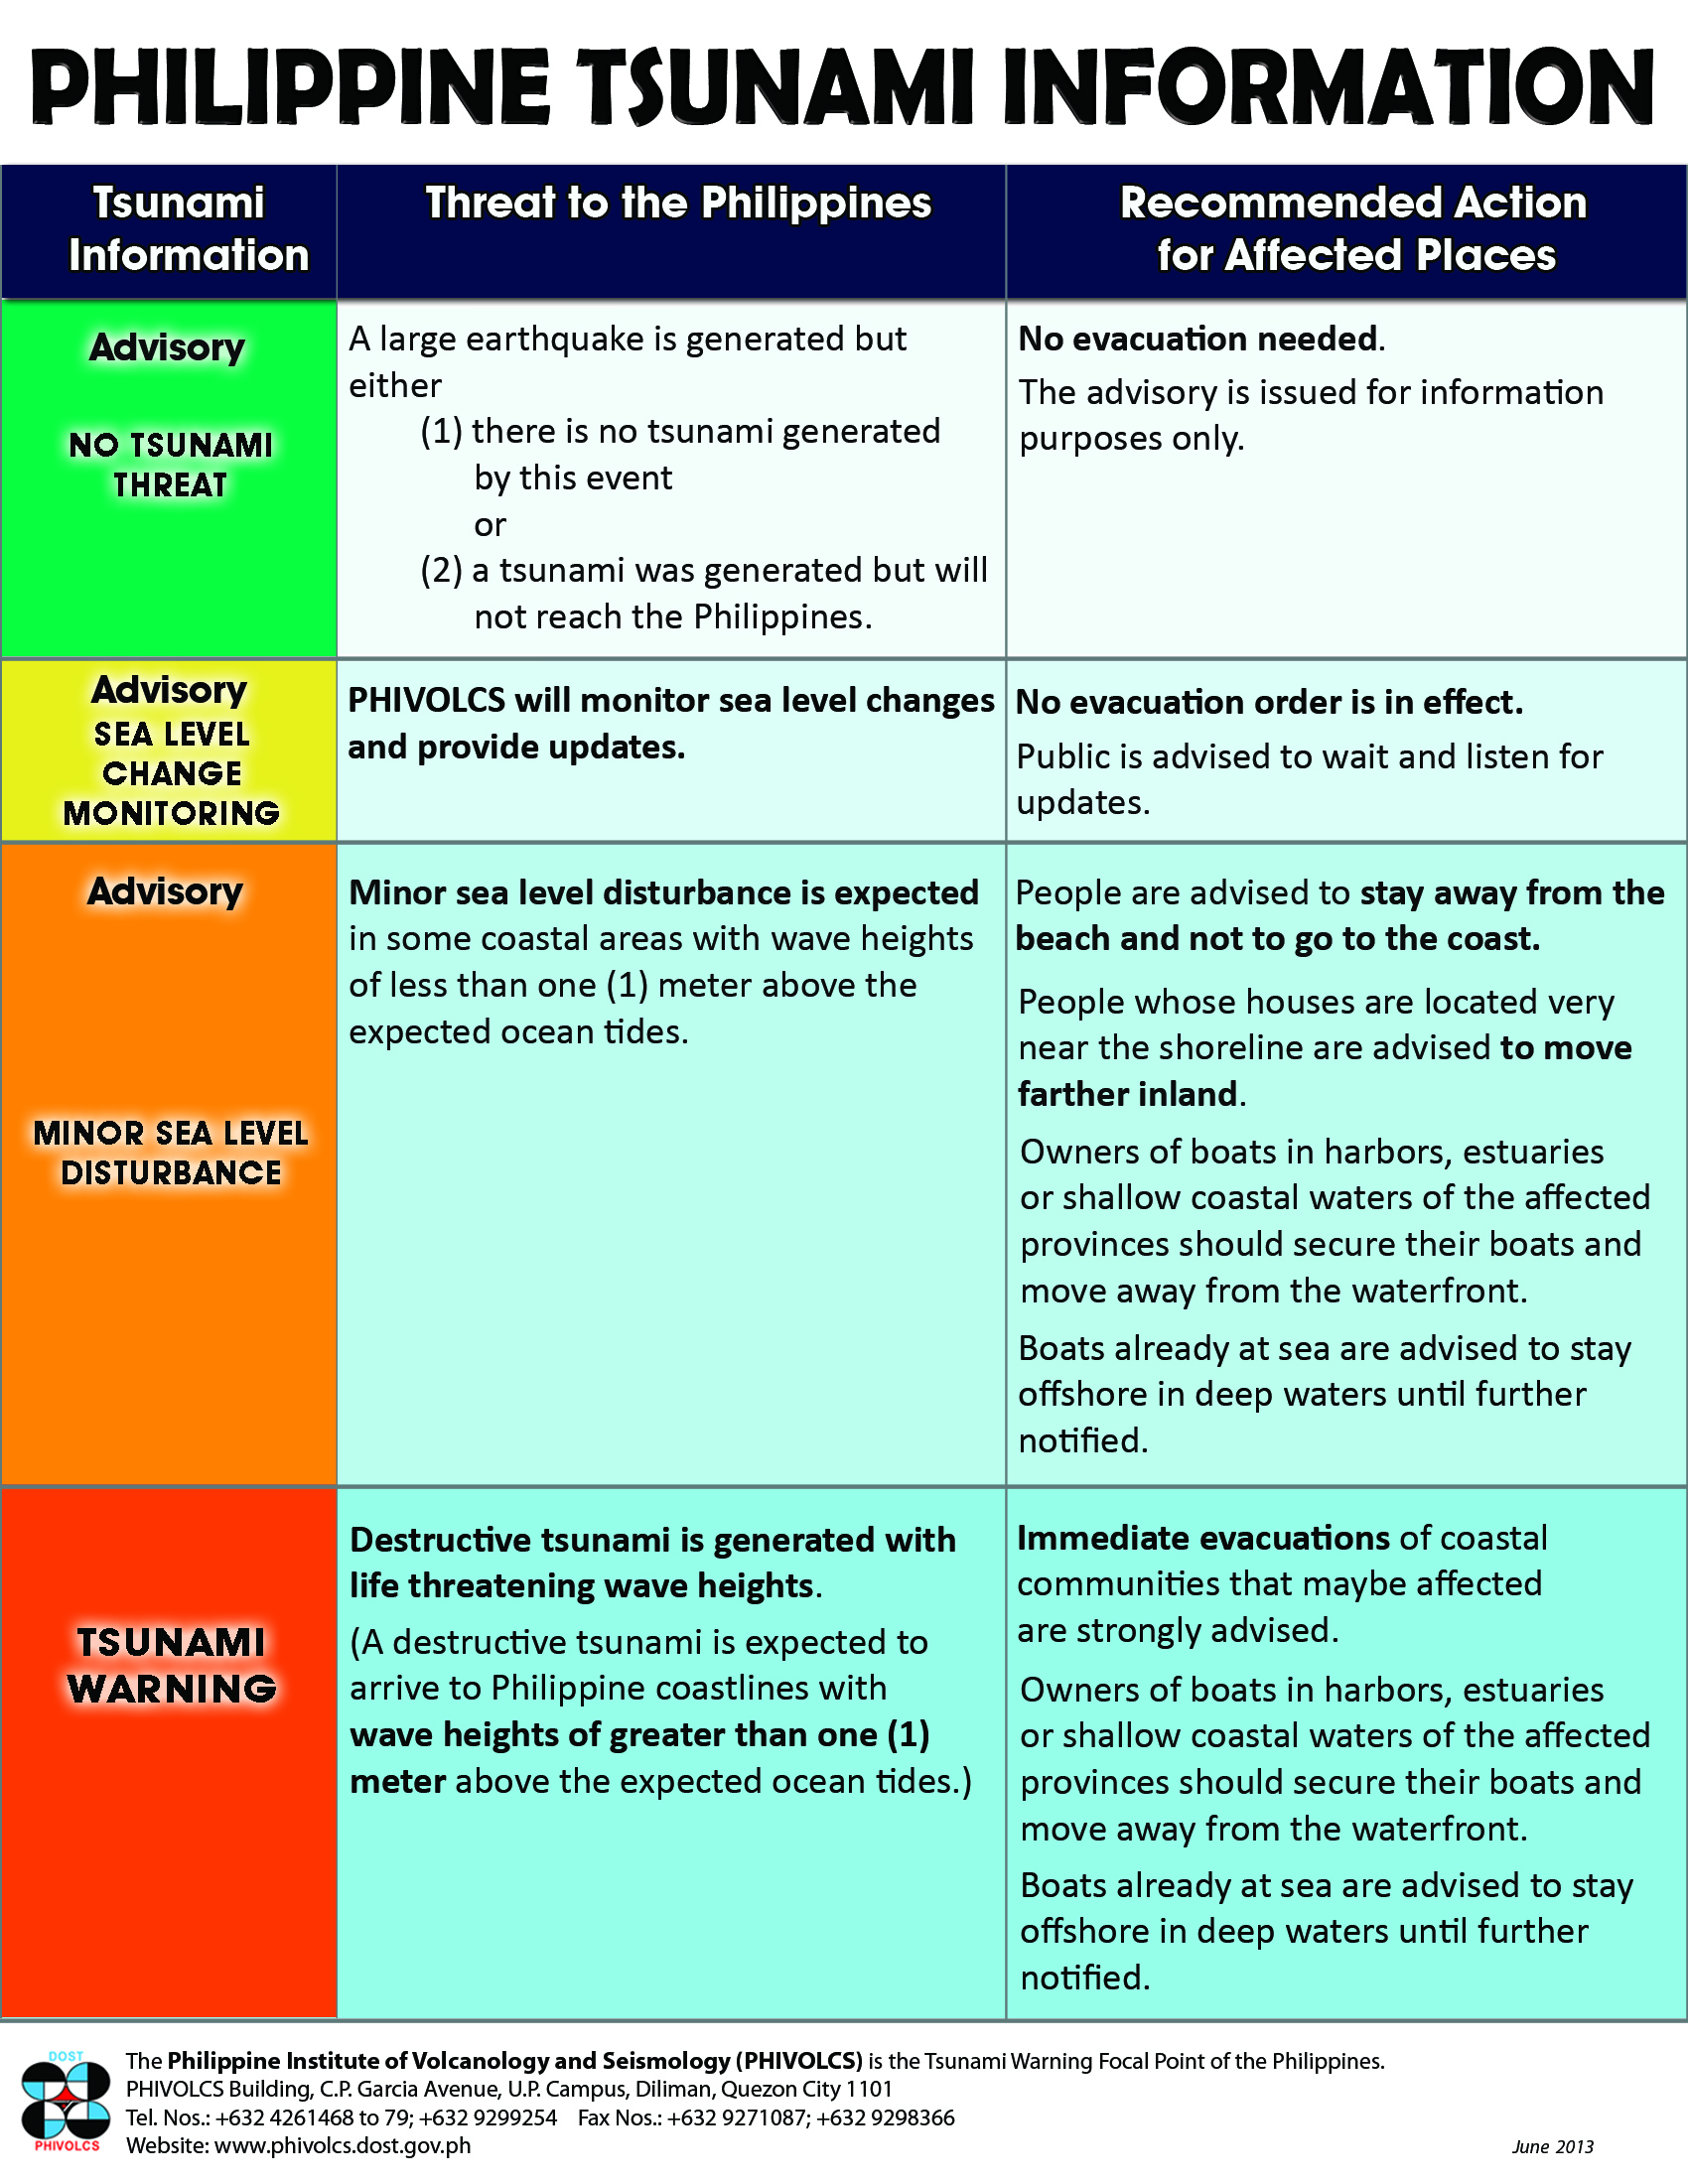 PHILIPPINE TSUNAMI INFORMATION
Tsunami
Information
Threat to the Philippines
Recommended Action
for Affected Places
Advisory
NO TSUNAMI
THREAT
A large earthquake is generated but
either
(1) there is no tsunami generated
by this event
or
(2) a tsunami was generated but will
not reach the Philippines.
No evacuation needed.
The advisory is issued for information
purposes only.
Advisory
SEA LEVEL
CHANGE
MONITORING
PHIVOLCS will monitor sea level changes
and provide updates.
No evacuation order is in effect.
Public is advised to wait and listen for
updates.
Advisory
MINOR SEA LEVEL
DISTURBANCE
Minor sea level disturbance is expected
in some coastal areas with wave heights
of less than one (1) meter above the
expected ocean tides.
People are advised to stay away from the
beach and not to go to the coast.
People whose houses are located very
near the shoreline are advised to move
farther inland.
Owners of boats in harbors, estuaries
or shallow coastal waters of the affected
provinces should secure their boats and
move away from the waterfront.
Boats already at sea are advised to stay
offshore in deep waters until further
notified.
TSUNAMI
WARNING
Destructive tsunami is generated with
life threatening wave heights.
(A destructive tsunami is expected to
arrive to Philippine coastlines with
wave heights of greater than one (1)
meter above the expected ocean tides.)
Immediate evacuations of coastal
communities that maybe affected
are strongly advised.
Owners of boats in harbors, estuaries
or shallow coastal waters of the affected
provinces should secure their boats and
move away from the waterfront.
Boats already at sea are advised to stay
offshore in deep waters until further
notified.
DOST
PHIVOLCS
The Philippine Institute of Volcanology and Seismology (PHIVOLCS) is the Tsunami Warning Focal Point of the Philippines.
PHIVOLCS Building, C.P. Garcia Avenue, U.P. Campus, Diliman, Quezon City 1101
Tel. Nos.: +632 4261468 to 79; +632 9299254 Fax Nos.: +632 9271087; +632 9298366
Website: www.phivolcs.dost.gov.ph
June 2013